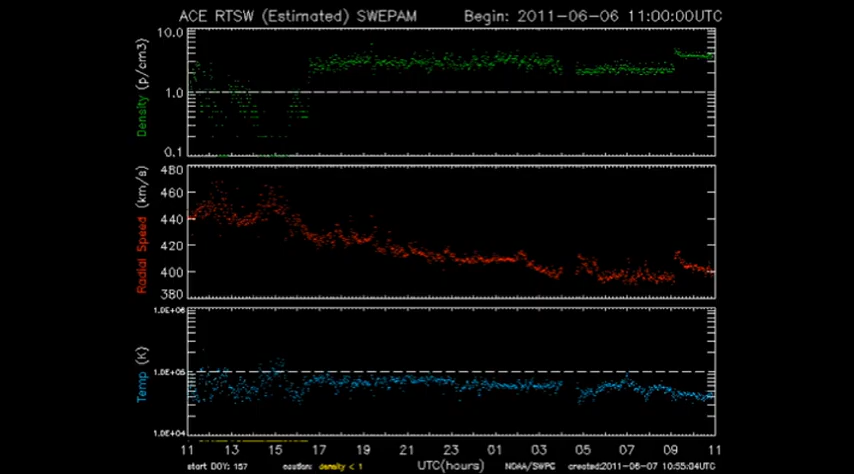 ACE RTSW (Estimated) SWEPAM Begin: 2011-06-06 11:00:00UTC
Density (p/cm3)
10.0
1.0
0.1
Radial Speed (km/s)
480
460
440
420
400
380
Temp (K)
1.0E+06
1.0E+05
1.0E+04
11 13 15 17 19 21 23 01 03 05 07 09 11
start DOY: 157 caution: density < 1 UTC(hours) NOAA/SWPC created:2011-06-07 10:55:04UTC